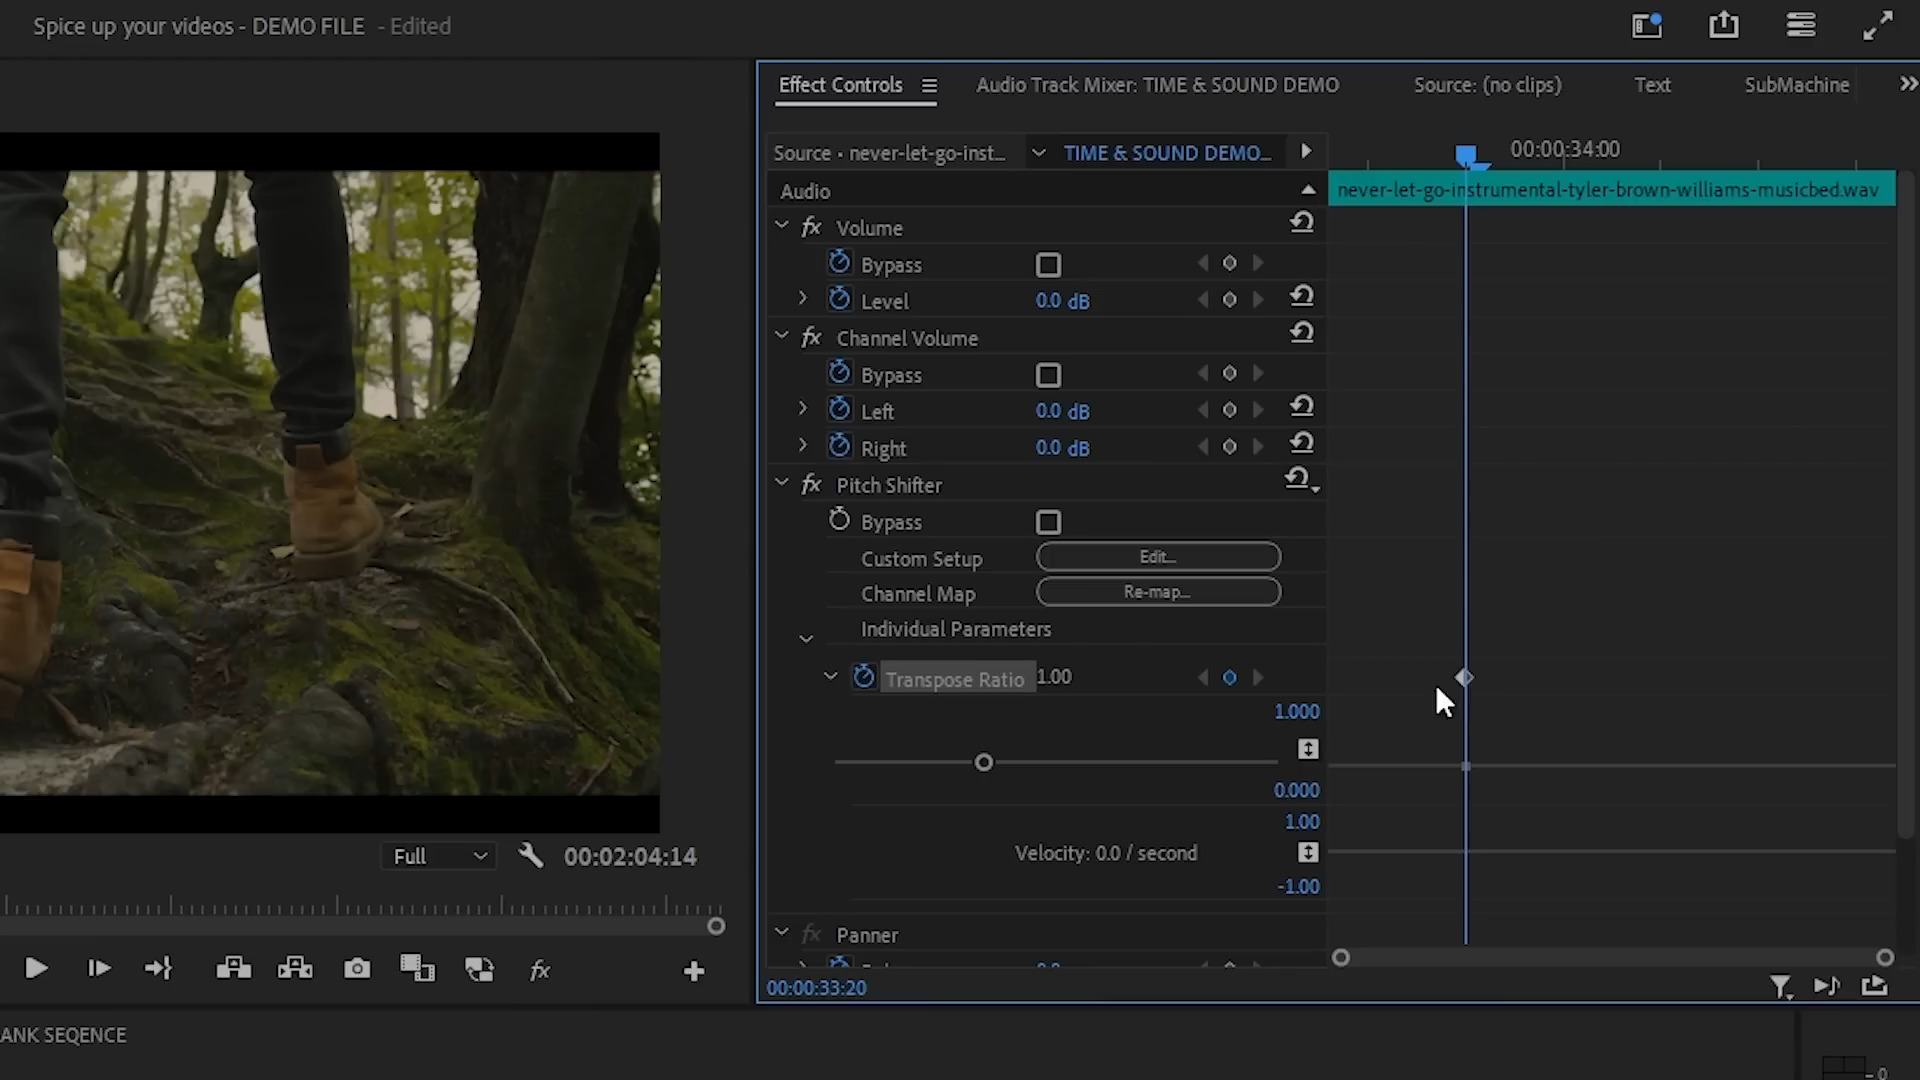 Spice up your videos - DEMO FILE - Edited
Effect Controls
Audio Track Mixer: TIME & SOUND DEMO
Source: (no clips)
Text
SubMachine
Source · never-let-go-inst...
TIME & SOUND DEMO...
00:00:34:00
Audio
never-let-go-instrumental-tyler-brown-williams-musicbed.wav
fx Volume
Bypass
Level 0.0 dB
fx Channel Volume
Bypass
Left 0.0 dB
Right 0.0 dB
fx Pitch Shifter
Bypass
Custom Setup Edit...
Channel Map Re-map...
Individual Parameters
Transpose Ratio 1.00
1.000
0.000
1.00
Velocity: 0.0 / second
-1.00
fx Panner
Full
00:02:04:14
fx
00:00:33:20
ANK SEQENCE
0